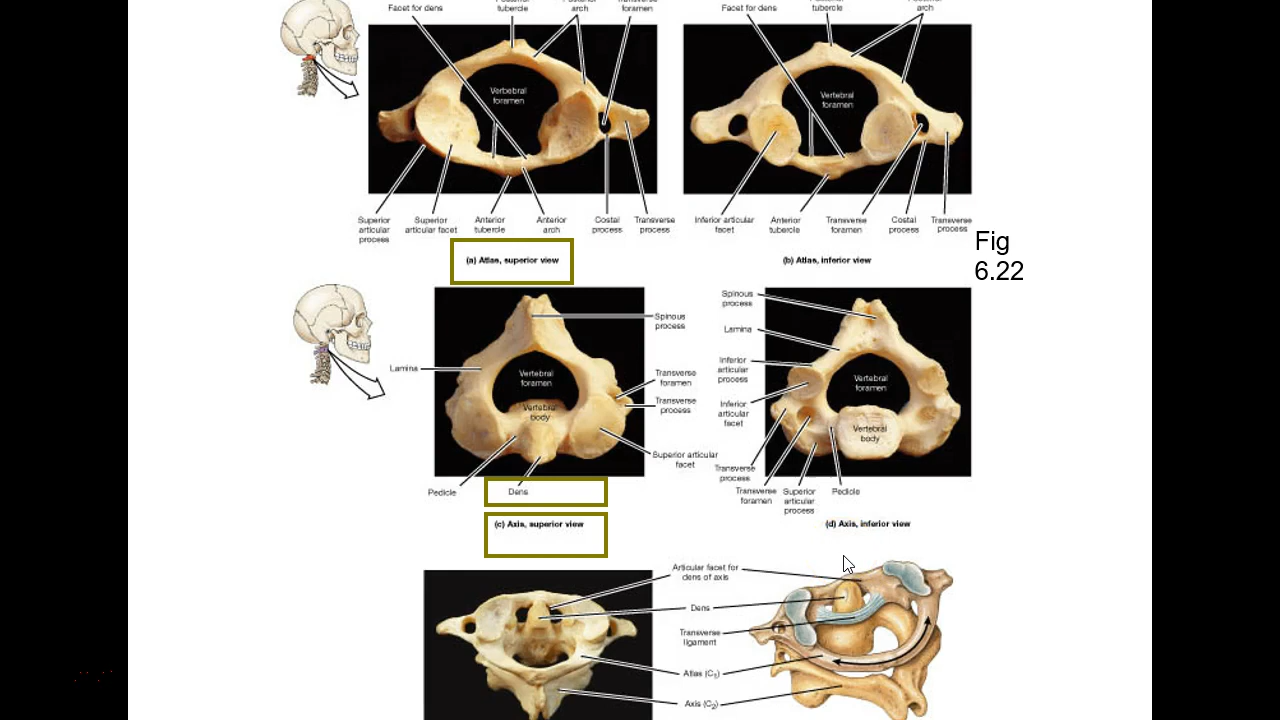 Facet for dens
Posterior
tubercle
Posterior
arch
Transverse
foramen
Vertebral
foramen
Superior
articular
process
Superior
articular facet
Anterior
tubercle
Anterior
arch
Costal
process
Transverse
process
(a) Atlas, superior view
Facet for dens
Posterior
tubercle
Posterior
arch
Vertebral
foramen
Inferior articular
facet
Anterior
tubercle
Transverse
foramen
Costal
process
Transverse
process
(b) Atlas, inferior view
Fig
6.22
Lamina
Vertebral
foramen
Vertebral
body
Spinous
process
Transverse
foramen
Transverse
process
Superior articular
facet
Pedicle
Dens
(c) Axis, superior view
Spinous
process
Lamina
Inferior
articular
process
Inferior
articular
facet
Transverse
process
Transverse
foramen
Superior
articular
process
Pedicle
Vertebral
foramen
Vertebral
body
(d) Axis, inferior view
Articular facet for
dens of axis
Dens
Transverse
ligament
Atlas (C1)
Axis (C2)